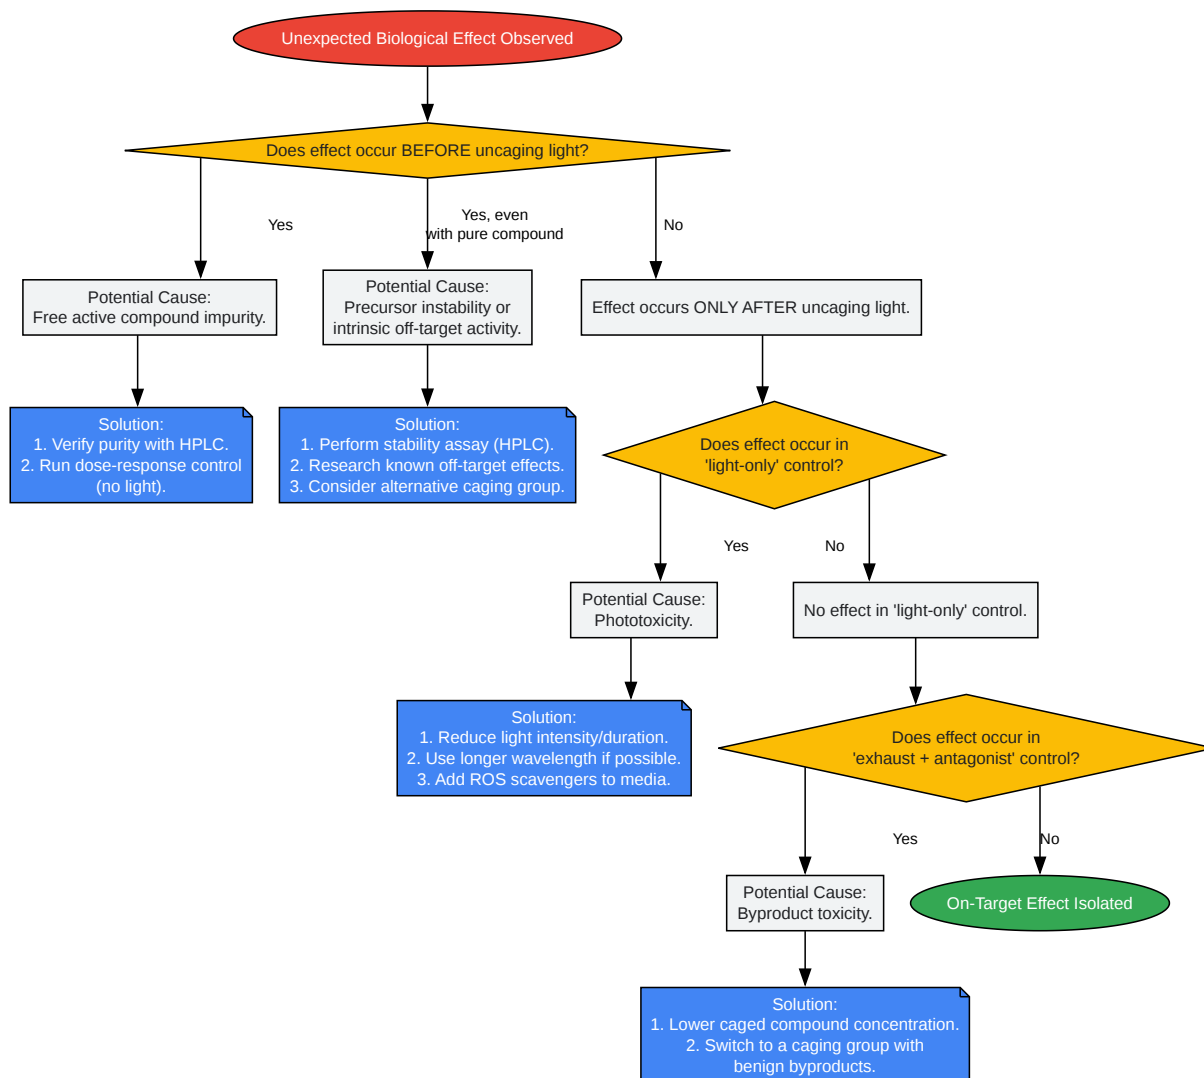 Unexpected Biological Effect Observed
Does effect occur BEFORE uncaging light?
Yes
Yes, even
with pure compound
No
Potential Cause:
Free active compound impurity.
Potential Cause:
Precursor instability or
intrinsic off-target activity.
Effect occurs ONLY AFTER uncaging light.
Solution:
1. Verify purity with HPLC.
2. Run dose-response control
(no light).
Solution:
1. Perform stability assay (HPLC).
2. Research known off-target effects.
3. Consider alternative caging group.
Does effect occur in
'light-only' control?
Yes
No
Potential Cause:
Phototoxicity.
No effect in 'light-only' control.
Solution:
1. Reduce light intensity/duration.
2. Use longer wavelength if possible.
3. Add ROS scavengers to media.
Does effect occur in
'exhaust + antagonist' control?
Yes
No
Potential Cause:
Byproduct toxicity.
On-Target Effect Isolated
Solution:
1. Lower caged compound concentration.
2. Switch to a caging group with
benign byproducts.